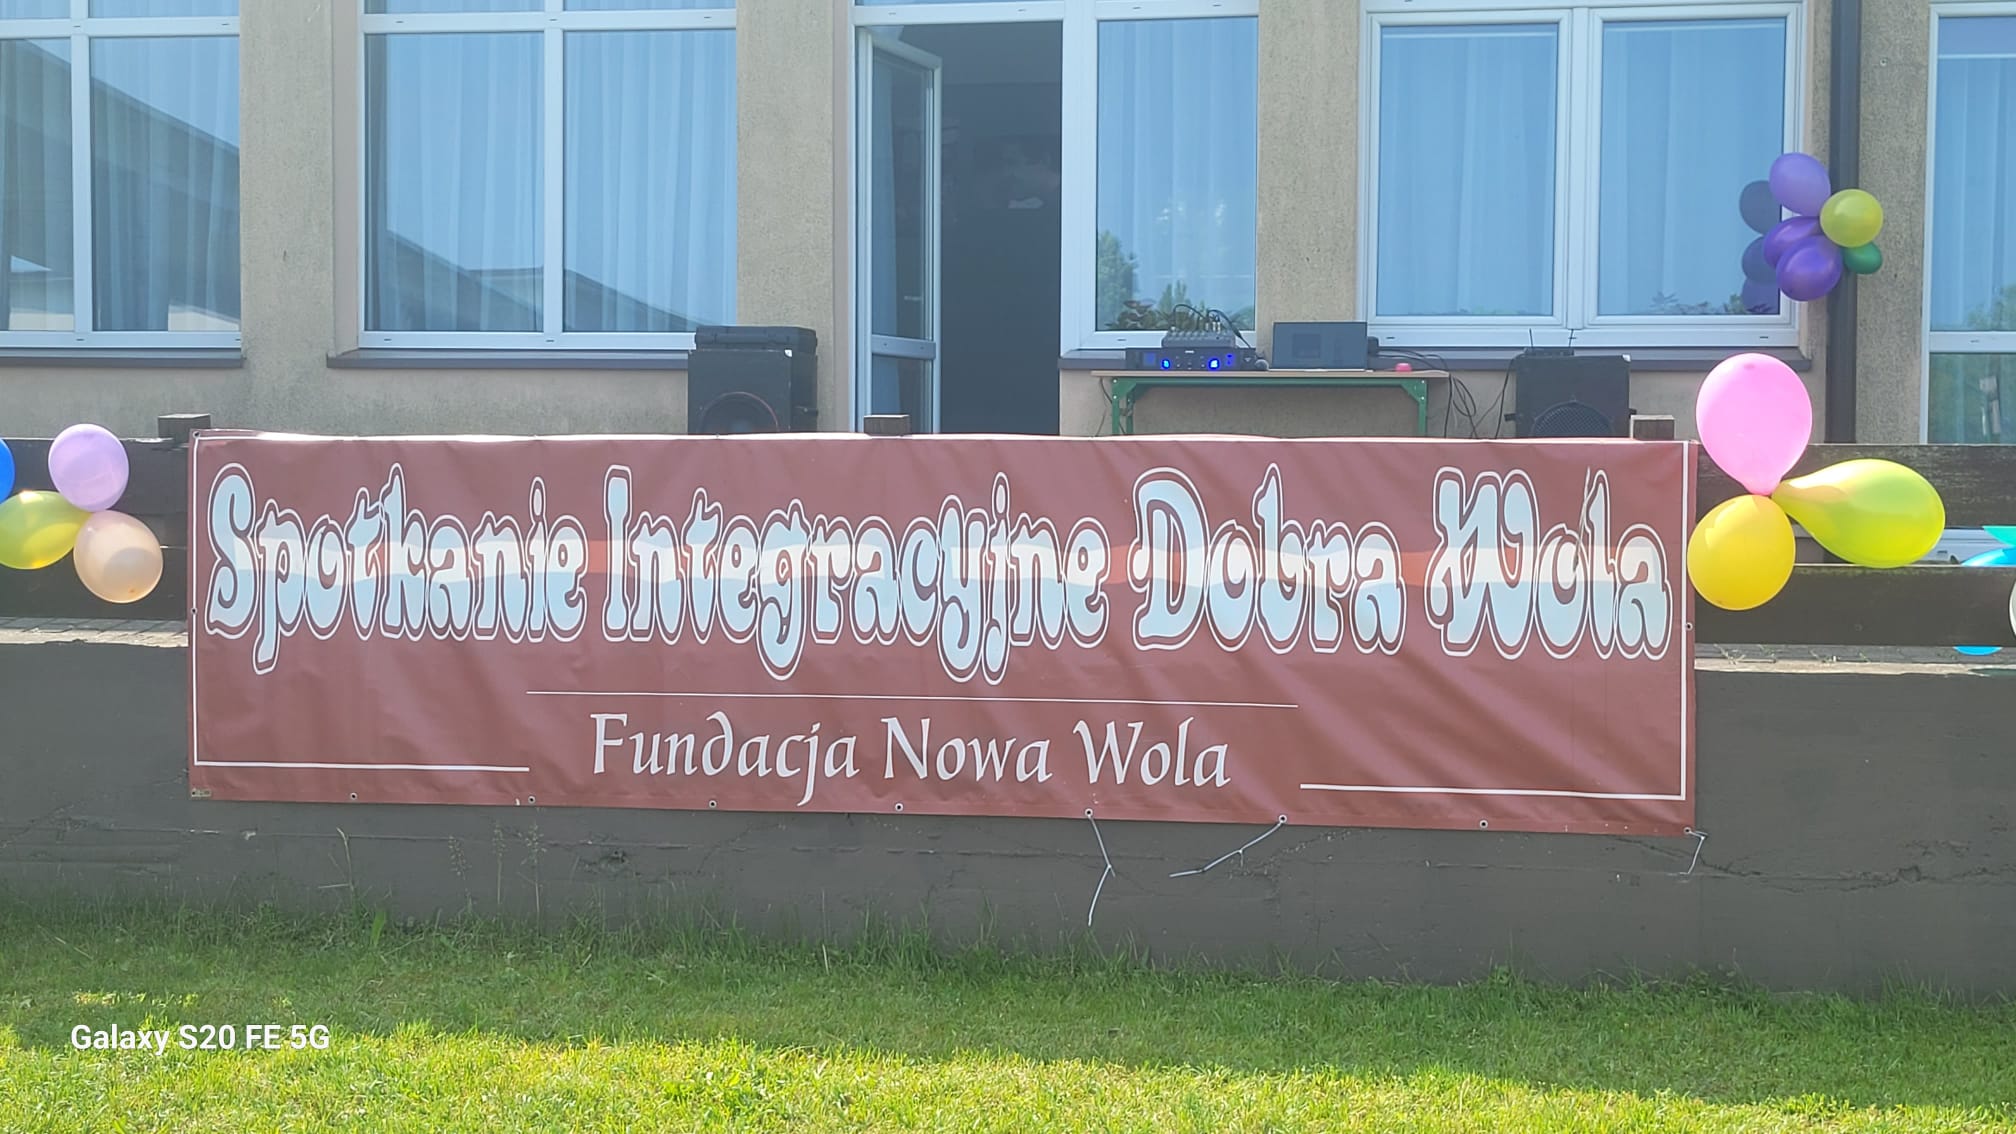 Spotkanie Integracyjne Dobra Wola
Fundacja Nowa Wola
Galaxy S20 FE 5G